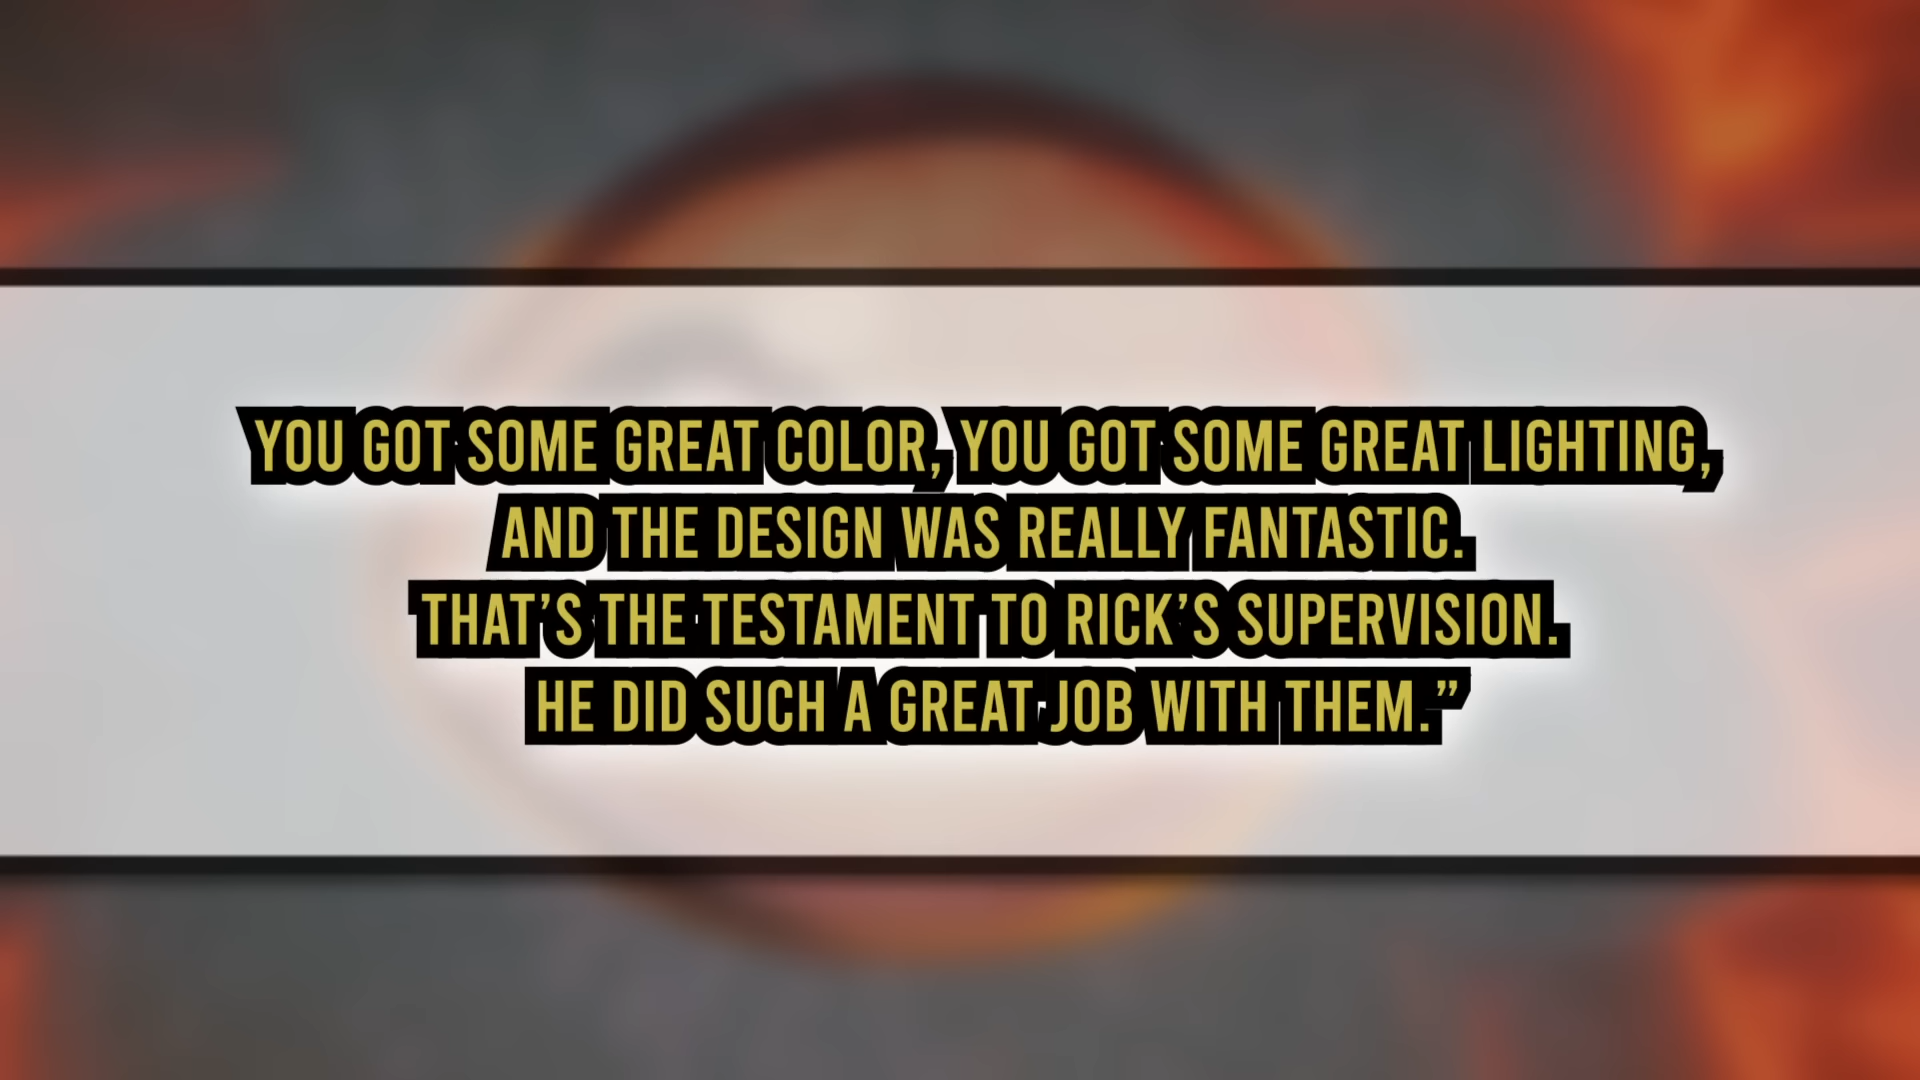 YOU GOT SOME GREAT COLOR, YOU GOT SOME GREAT LIGHTING,
AND THE DESIGN WAS REALLY FANTASTIC.
THAT’S THE TESTAMENT TO RICK’S SUPERVISION.
HE DID SUCH A GREAT JOB WITH THEM.”